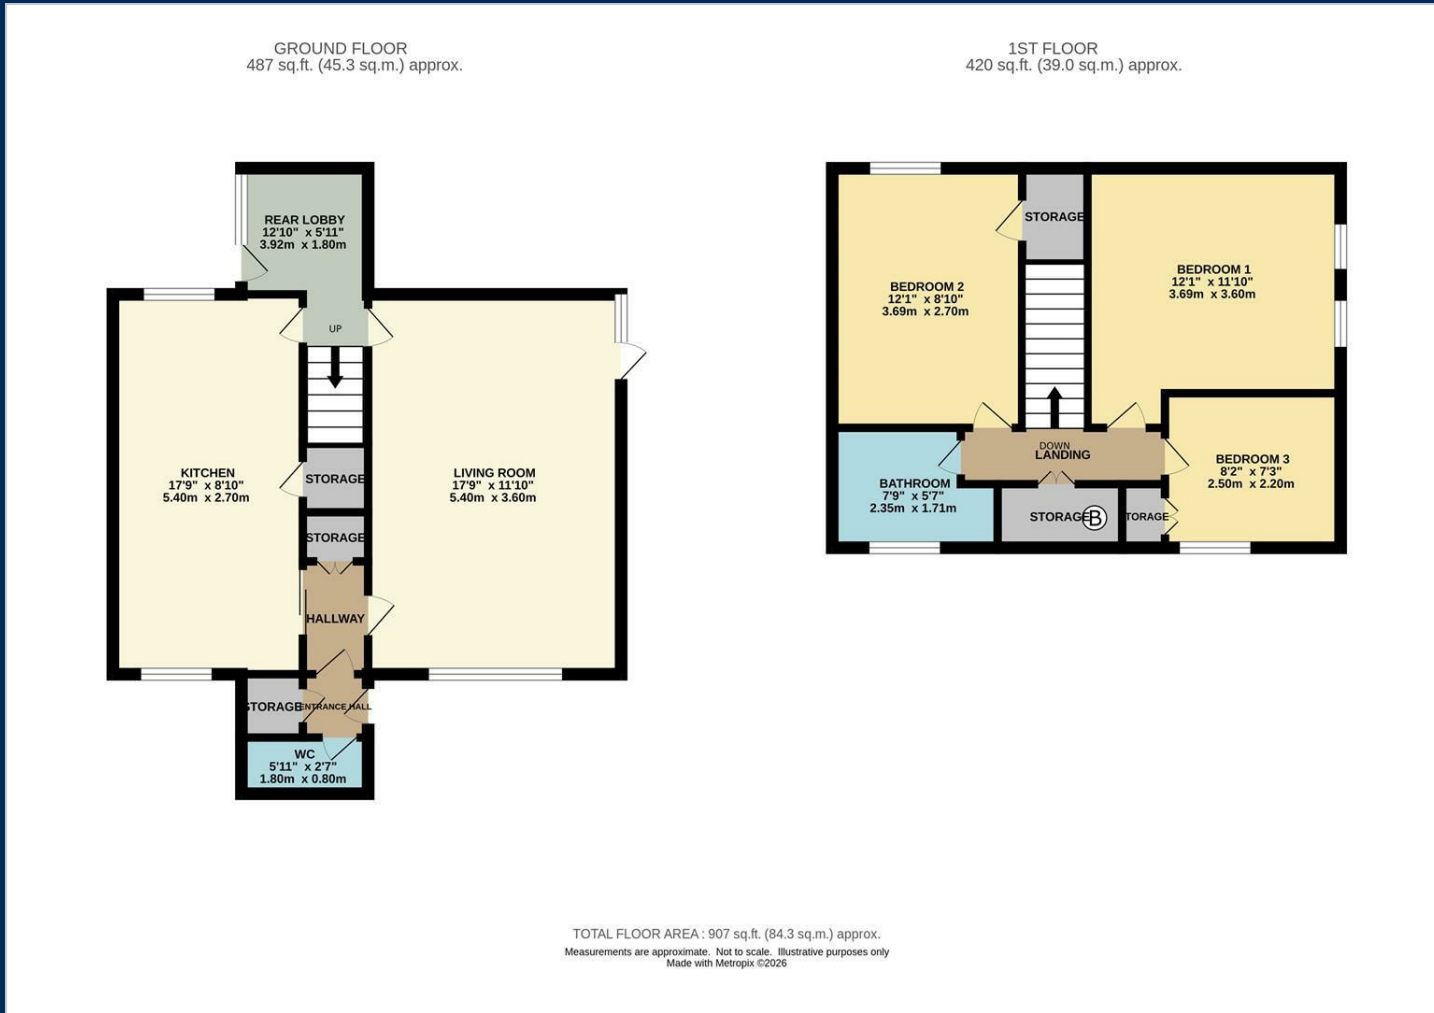 GROUND FLOOR
487 sq.ft. (45.3 sq.m.) approx.
1ST FLOOR
420 sq.ft. (39.0 sq.m.) approx.
REAR LOBBY
12'10" x 5'11"
3.92m x 1.80m
UP
KITCHEN
17'9" x 8'10"
5.40m x 2.70m
STORAGE
LIVING ROOM
17'9" x 11'10"
5.40m x 3.60m
STORAGE
HALLWAY
STORAGE
ENTRANCE HALL
WC
5'11" x 2'7"
1.80m x 0.80m
STORAGE
BEDROOM 2
12'1" x 8'10"
3.69m x 2.70m
BEDROOM 1
12'1" x 11'10"
3.69m x 3.60m
DOWN
LANDING
BATHROOM
7'9" x 5'7"
2.35m x 1.71m
BEDROOM 3
8'2" x 7'3"
2.50m x 2.20m
STORAGE
B
TORAGE
TOTAL FLOOR AREA : 907 sq.ft. (84.3 sq.m.) approx.
Measurements are approximate. Not to scale. Illustrative purposes only
Made with Metropix ©2026